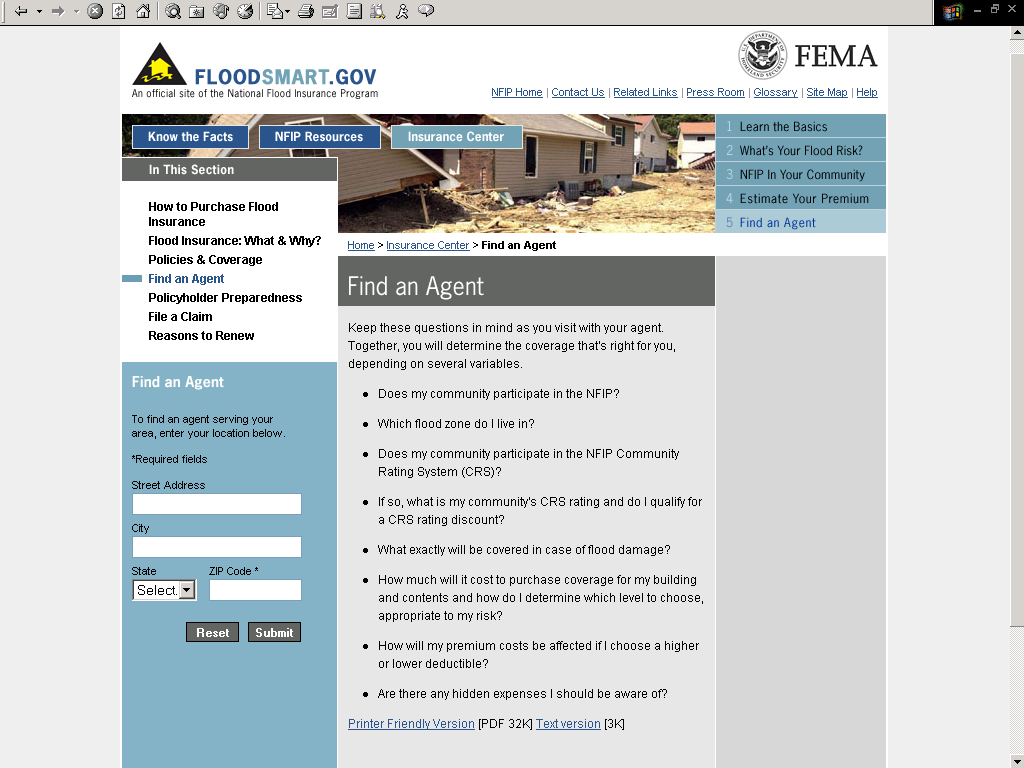 FLOODSMART.GOV
An official site of the National Flood Insurance Program
U.S. DEPARTMENT OF HOMELAND SECURITY
FEMA
NFIP Home | Contact Us | Related Links | Press Room | Glossary | Site Map | Help
Know the Facts
NFIP Resources
Insurance Center
1 Learn the Basics
2 What's Your Flood Risk?
3 NFIP In Your Community
4 Estimate Your Premium
5 Find an Agent
In This Section
How to Purchase Flood
Insurance
Flood Insurance: What & Why?
Policies & Coverage
Find an Agent
Policyholder Preparedness
File a Claim
Reasons to Renew
Find an Agent
To find an agent serving your
area, enter your location below.
*Required fields
Street Address
City
State
ZIP Code *
Select
Reset
Submit
Home > Insurance Center > Find an Agent
Find an Agent
Keep these questions in mind as you visit with your agent.
Together, you will determine the coverage that's right for you,
depending on several variables.
• Does my community participate in the NFIP?
• Which flood zone do I live in?
• Does my community participate in the NFIP Community
Rating System (CRS)?
• If so, what is my community's CRS rating and do I qualify for
a CRS rating discount?
• What exactly will be covered in case of flood damage?
• How much will it cost to purchase coverage for my building
and contents and how do I determine which level to choose,
appropriate to my risk?
• How will my premium costs be affected if I choose a higher
or lower deductible?
• Are there any hidden expenses I should be aware of?
Printer Friendly Version [PDF 32K] Text version [3K]